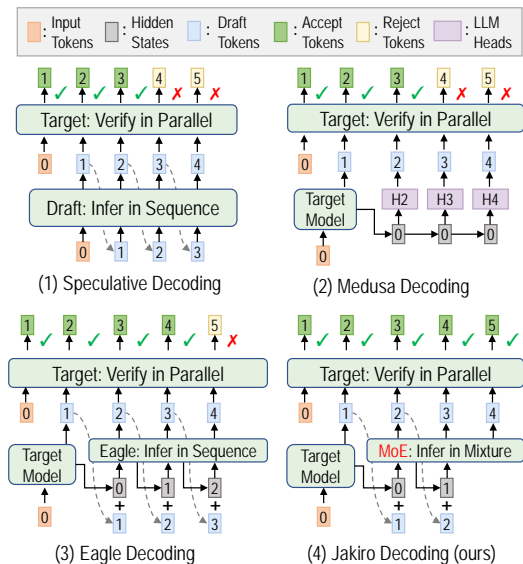 Input Tokens
Hidden States
Draft Tokens
Accept Tokens
Reject Tokens
LLM Heads
1 2 3 4 5
✓ ✓ ✓ ✗ ✗
Target: Verify in Parallel
0 1 2 3 4
Draft: Infer in Sequence
0 1 2 3
(1) Speculative Decoding
1 2 3 4 5
✓ ✓ ✓ ✗ ✗
Target: Verify in Parallel
0 1 2 3 4
Target Model
H2 H3 H4
0 0 0
0
(2) Medusa Decoding
1 2 3 4 5
✓ ✓ ✓ ✓ ✗
Target: Verify in Parallel
0 1 2 3 4
Target Model
Eagle: Infer in Sequence
0 1 2
+ + +
0 1 2 3
(3) Eagle Decoding
1 2 3 4 5
✓ ✓ ✓ ✓ ✓
Target: Verify in Parallel
0 1 2 3 4
Target Model
MoE: Infer in Mixture
0 1
+ +
0 1 2
(4) Jakiro Decoding (ours)